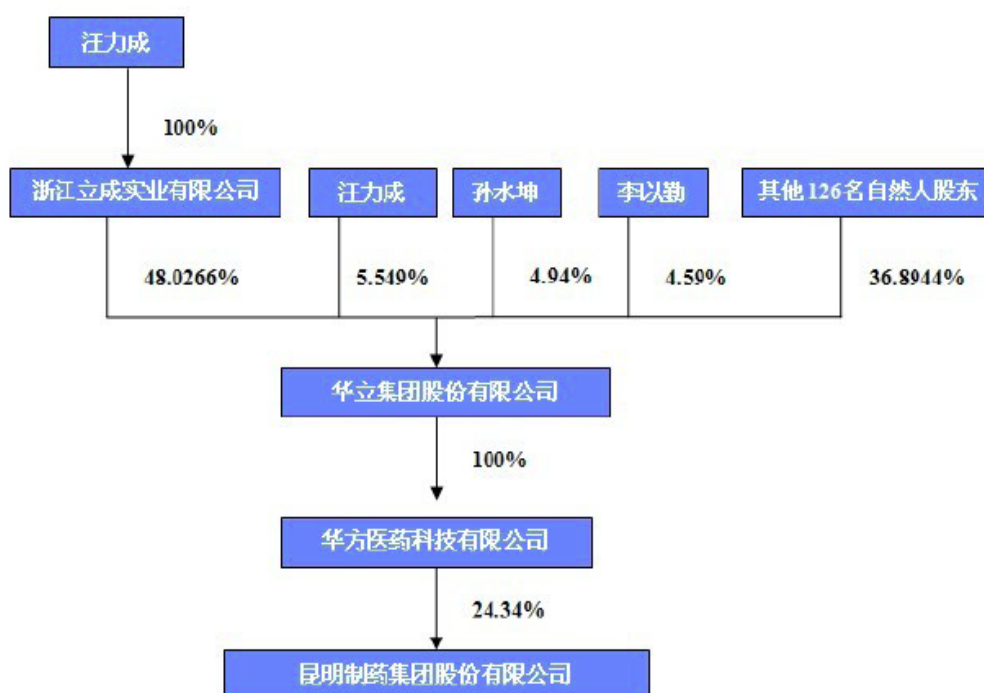 汪力成
100%
浙江立成实业有限公司
汪力成
孙水坤
李以勤
其他126名自然人股东
48.0266%
5.549%
4.94%
4.59%
36.8944%
华立集团股份有限公司
100%
华方医药科技有限公司
24.34%
昆明制药集团股份有限公司